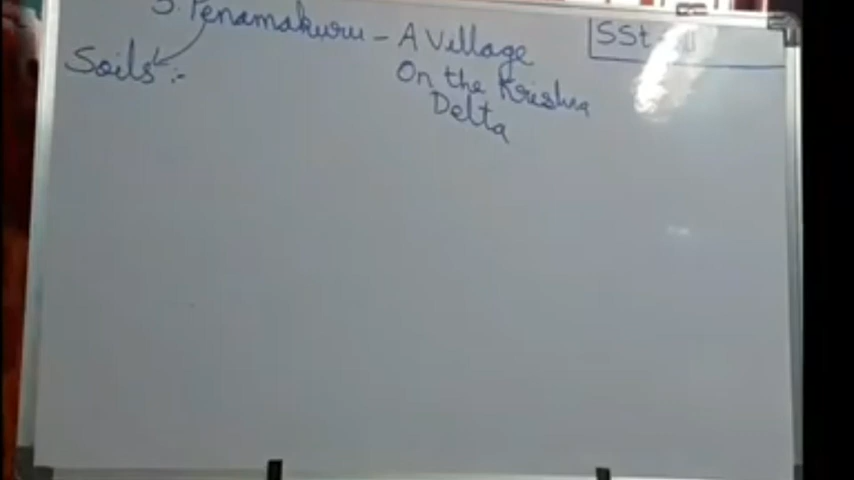 5. Penamakuru - A Village
On the Krishna
Delta
SSt
Soils :-